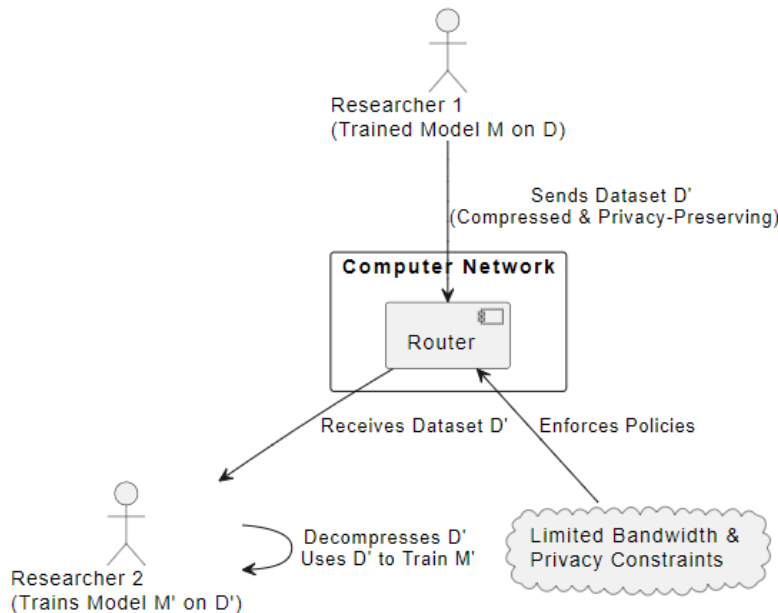 Researcher 1
(Trained Model M on D)
Sends Dataset D'
(Compressed & Privacy-Preserving)
Computer Network
Router
Receives Dataset D'
Enforces Policies
Decompresses D'
Uses D' to Train M'
Limited Bandwidth &
Privacy Constraints
Researcher 2
(Trains Model M' on D')